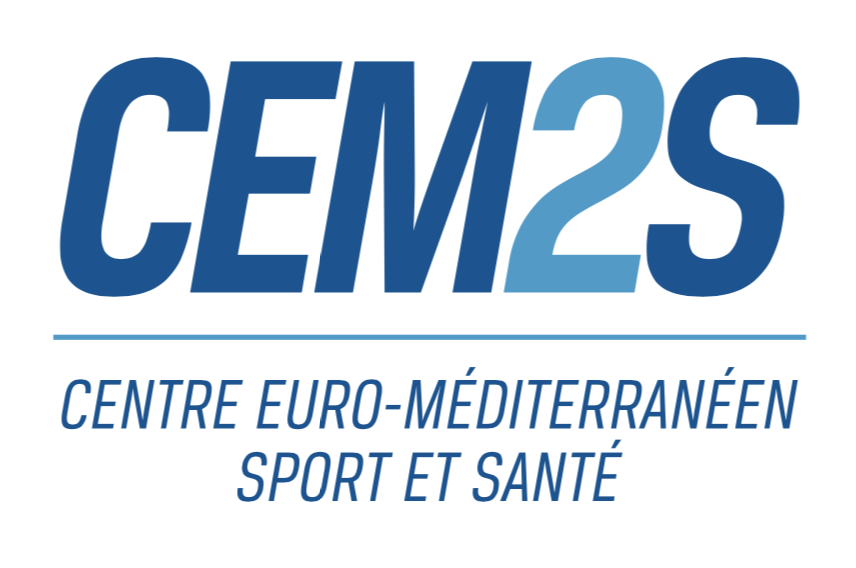 CEM2S
CENTRE EURO-MÉDITERRANÉEN
SPORT ET SANTÉ